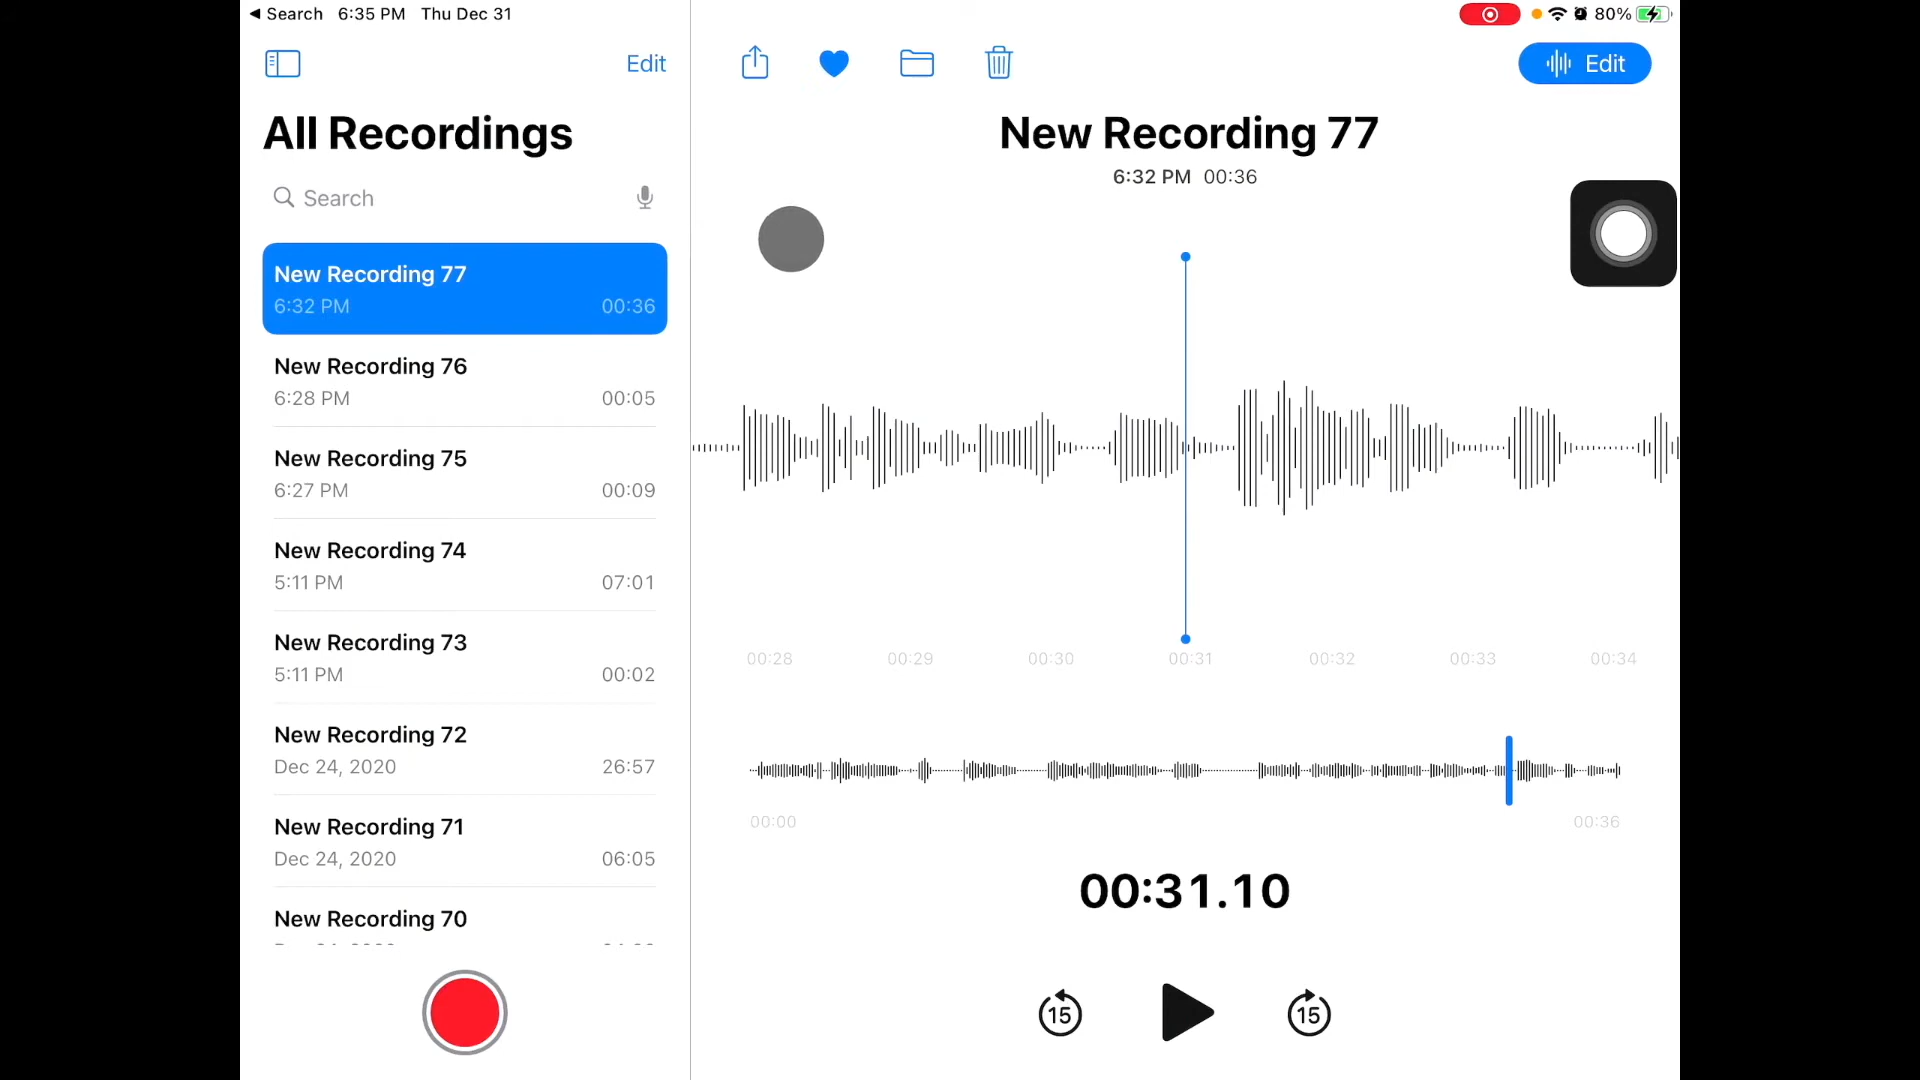 ◀ Search 6:35 PM Thu Dec 31
80%
Edit
All Recordings
Search
New Recording 77
6:32 PM 00:36
New Recording 76
6:28 PM 00:05
New Recording 75
6:27 PM 00:09
New Recording 74
5:11 PM 07:01
New Recording 73
5:11 PM 00:02
New Recording 72
Dec 24, 2020 26:57
New Recording 71
Dec 24, 2020 06:05
New Recording 70
Edit
New Recording 77
6:32 PM 00:36
00:28 00:29 00:30 00:31 00:32 00:33 00:34
00:00 00:36
00:31.10
15 15